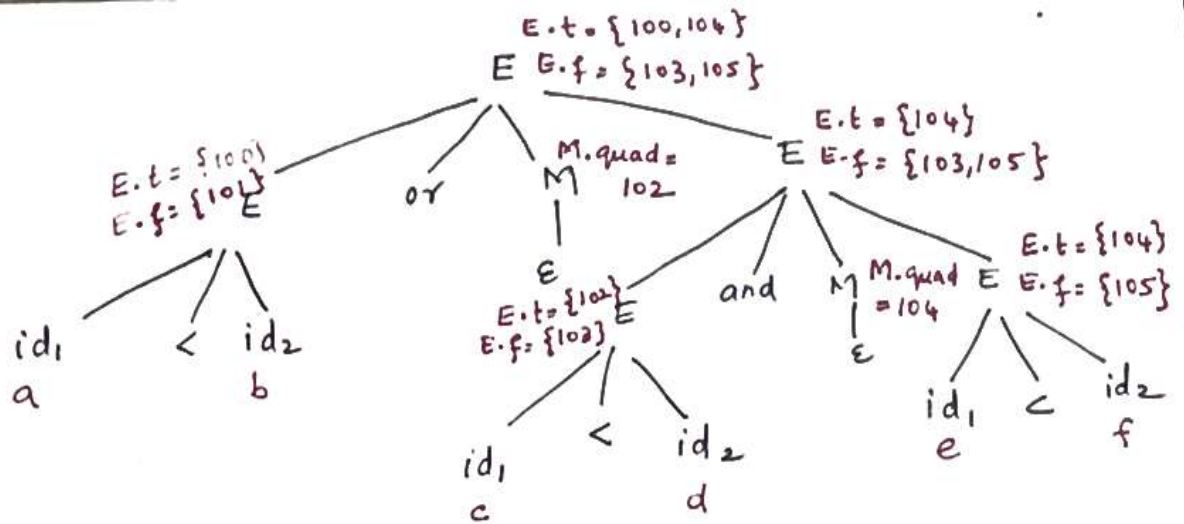 E.t = {100,104}
E E.f = {103,105}
E.t = {104}
E E.f = {103,105}
E.t = {100}
E.f = {101} E
or
M M.quad = 102
ε
E.t = {104}
E E.f = {105}
E.t = {102} E
E.f = {103}
and
M M.quad = 104
ε
id₁ < id₂
a b
id₁ < id₂
e f
id₁ < id₂
c d